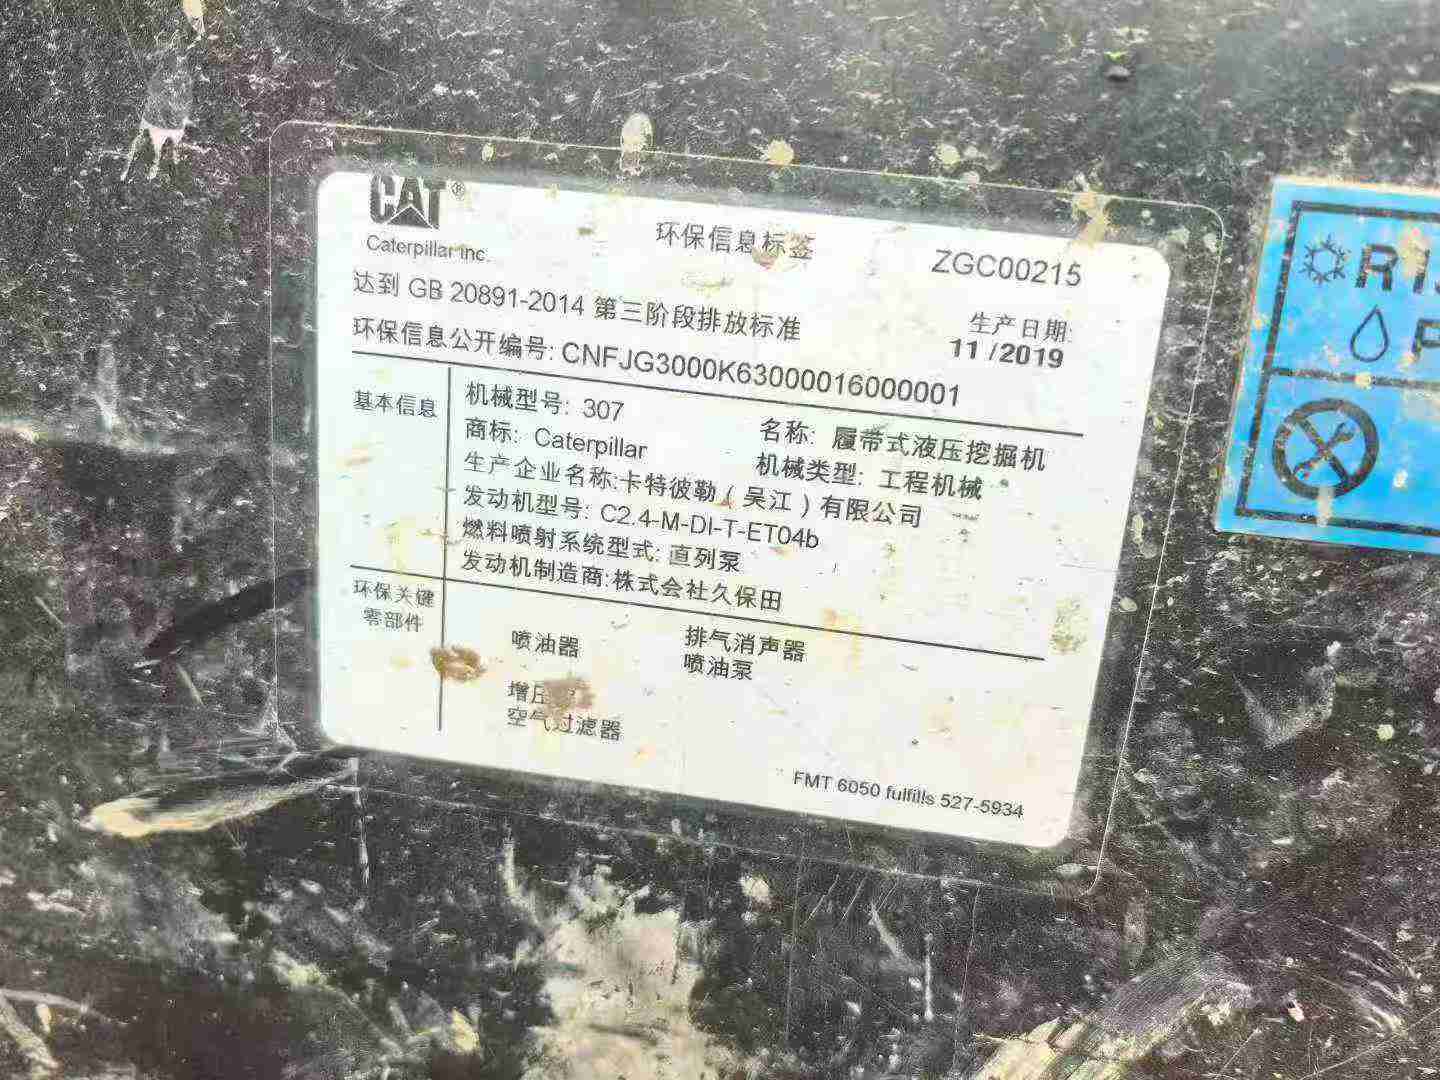 CAT®
Caterpillar Inc.
环保信息标签
ZGC00215
达到 GB 20891-2014 第三阶段排放标准
生产日期:
11 /2019
环保信息公开编号: CNFJG3000K63000016000001
基本信息
机械型号: 307
名称: 履带式液压挖掘机
商标: Caterpillar
机械类型: 工程机械
生产企业名称:卡特彼勒（吴江）有限公司
发动机型号: C2.4-M-DI-T-ET04b
燃料喷射系统型式: 直列泵
发动机制造商:株式会社久保田
环保关键
零部件
喷油器
排气消声器
喷油泵
增压
空气过滤器
FMT 6050 fulfills 527-5934